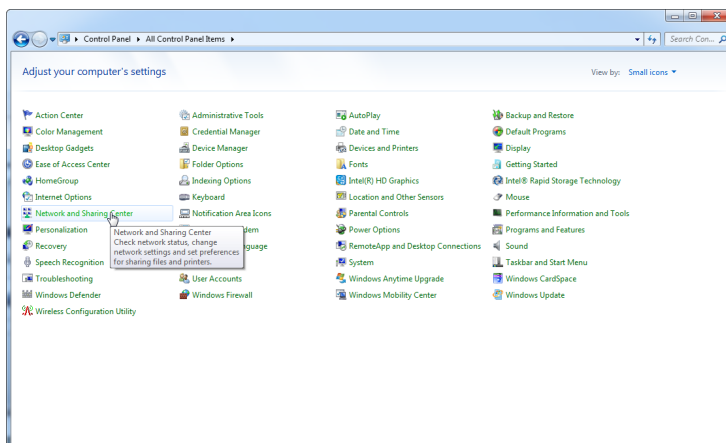 Control Panel
All Control Panel Items
Search Con...
Adjust your computer's settings
View by: Small icons
Action Center
Administrative Tools
AutoPlay
Backup and Restore
Color Management
Credential Manager
Date and Time
Default Programs
Desktop Gadgets
Device Manager
Devices and Printers
Display
Ease of Access Center
Folder Options
Fonts
Getting Started
HomeGroup
Indexing Options
Intel(R) HD Graphics
Intel® Rapid Storage Technology
Internet Options
Keyboard
Location and Other Sensors
Mouse
Network and Sharing Center
Notification Area Icons
Parental Controls
Performance Information and Tools
Personalization
Power Options
Programs and Features
Recovery
RemoteApp and Desktop Connections
Sound
Speech Recognition
System
Taskbar and Start Menu
Network and Sharing Center
Check network status, change
network settings and set preferences
for sharing files and printers.
Troubleshooting
User Accounts
Windows Anytime Upgrade
Windows CardSpace
Windows Defender
Windows Firewall
Windows Mobility Center
Windows Update
Wireless Configuration Utility